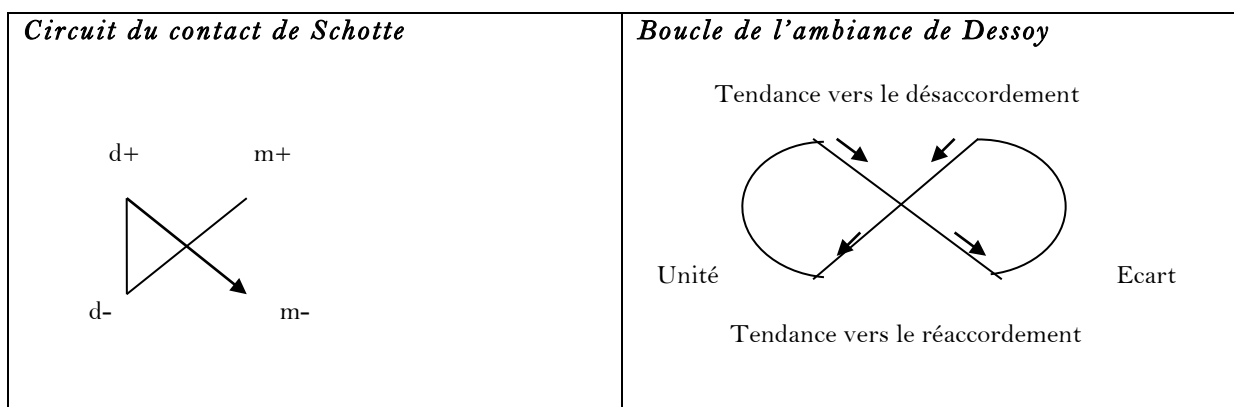 Circuit du contact de Schotte
d+ m+
d- m-
Boucle de l’ambiance de Dessoy
Tendance vers le désaccordement
Unité Ecart
Tendance vers le réaccordement